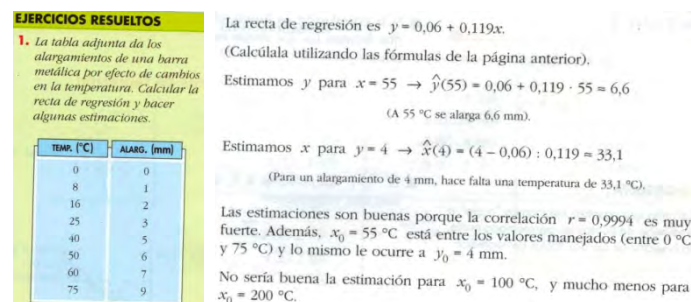 EJERCICIOS RESUELTOS
1. La tabla adjunta da los
alargamientos de una barra
metálica por efecto de cambios
en la temperatura. Calcular la
recta de regresión y hacer
algunas estimaciones.
TEMP. (°C) ALARG. (mm)
0 0
8 1
16 2
25 3
40 5
50 6
60 7
75 9
La recta de regresión es y = 0,06 + 0,119x.
(Calcúlala utilizando las fórmulas de la página anterior).
Estimamos y para x = 55 → ŷ(55) = 0,06 + 0,119 · 55 ≈ 6,6
(A 55 °C se alarga 6,6 mm).
Estimamos x para y = 4 → x̂(4) = (4 – 0,06) : 0,119 ≈ 33,1
(Para un alargamiento de 4 mm, hace falta una temperatura de 33,1 °C).
Las estimaciones son buenas porque la correlación r = 0,9994 es muy
fuerte. Además, x₀ = 55 °C está entre los valores manejados (entre 0 °C
y 75 °C) y lo mismo le ocurre a y₀ = 4 mm.
No sería buena la estimación para x₀ = 100 °C, y mucho menos para
x₀ = 200 °C.